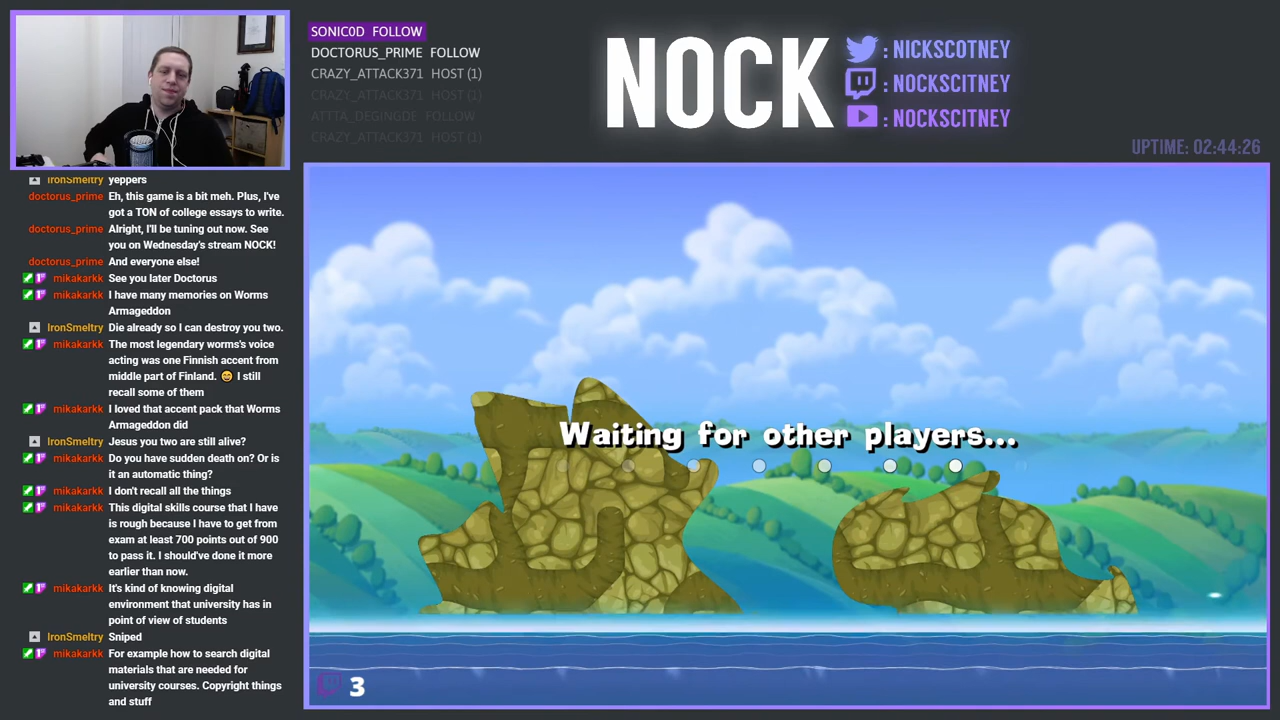 SONIC0D FOLLOW
DOCTORUS_PRIME FOLLOW
CRAZY_ATTACK371 HOST (1)
CRAZY_ATTACK371 HOST (1)
ATTTA_DEGINGDE FOLLOW
CRAZY_ATTACK371 HOST (1)
NOCK
: NICKSCOTNEY
: NOCKSCITNEY
: NOCKSCITNEY
UPTIME: 02:44:26
IronSmeltry yeppers
doctorus_prime Eh, this game is a bit meh. Plus, I've
got a TON of college essays to write.
doctorus_prime Alright, I'll be tuning out now. See
you on Wednesday's stream NOCK!
doctorus_prime And everyone else!
mikakarkk See you later Doctorus
mikakarkk I have many memories on Worms
Armageddon
IronSmeltry Die already so I can destroy you two.
mikakarkk The most legendary worms's voice
acting was one Finnish accent from
middle part of Finland. 😄 I still
recall some of them
mikakarkk I loved that accent pack that Worms
Armageddon did
IronSmeltry Jesus you two are still alive?
mikakarkk Do you have sudden death on? Or is
it an automatic thing?
mikakarkk I don't recall all the things
mikakarkk This digital skills course that I have
is rough because I have to get from
exam at least 700 points out of 900
to pass it. I should've done it more
earlier than now.
mikakarkk It's kind of knowing digital
environment that university has in
point of view of students
IronSmeltry Sniped
mikakarkk For example how to search digital
materials that are needed for
university courses. Copyright things
and stuff
Waiting for other players...
3